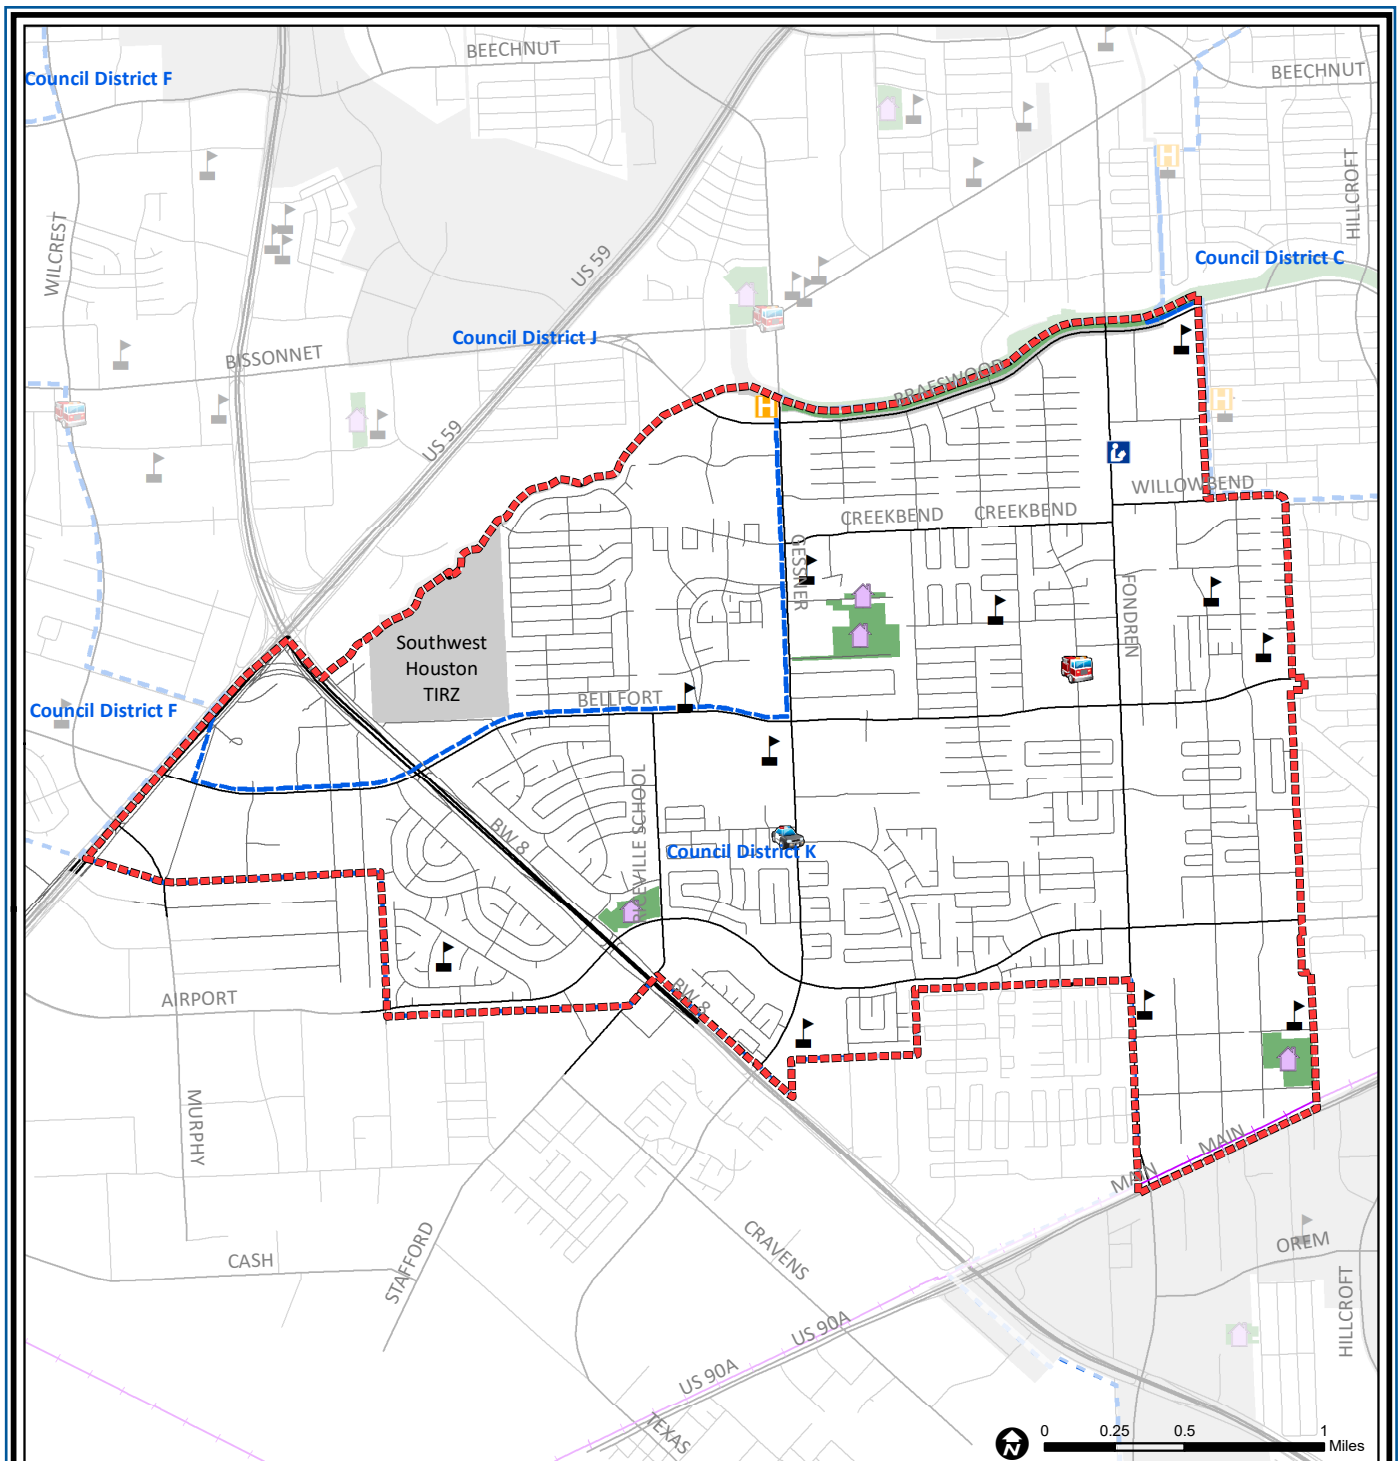 BEECHNUT
BEECHNUT
Council District F
HILLCROFT
WILCREST
US 59
Council District C
Council District J
BISSONNET
BRAESWOOD
US 59
WILLOWBEND
CREEKBEND
CREEKBEND
GESSNER
FONDREN
Southwest
Houston
TIRZ
BELLFORT
Council District F
BW 8
RICEVILLE SCHOOL
Council District K
BW 8
AIRPORT
MURPHY
MAIN
MAIN
CASH
STAFFORD
CRAVENS
OREM
HILLCROFT
US 90A
US 90A
TEXAS
N
0 0.25 0.5 1
Miles